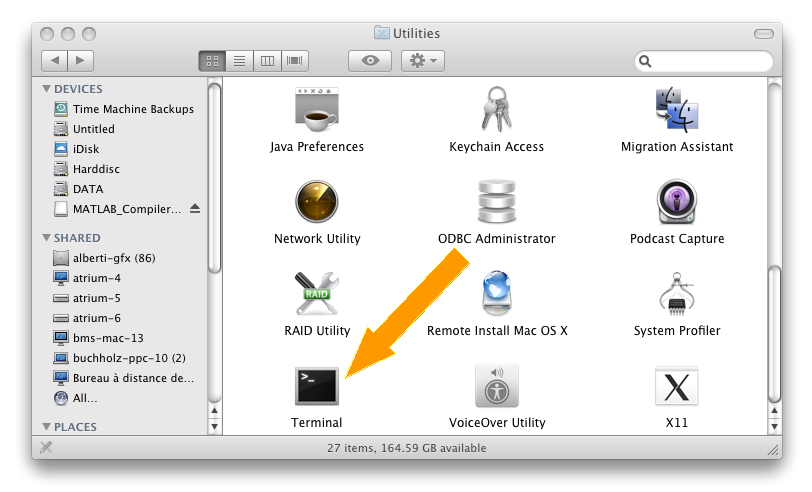 Utilities
DEVICES
Time Machine Backups
Untitled
iDisk
Harddisc
DATA
MATLAB_Compiler...
SHARED
alberti-gfx (86)
atrium-4
atrium-5
atrium-6
bms-mac-13
buchholz-ppc-10 (2)
Bureau à distance de...
All...
PLACES
Java Preferences
Keychain Access
Migration Assistant
Network Utility
ODBC Administrator
Podcast Capture
RAID
RAID Utility
Remote Install Mac OS X
System Profiler
>_
Terminal
VoiceOver Utility
X
X11
27 items, 164.59 GB available